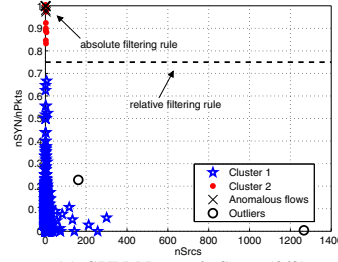 1
0.9
0.8
0.7
0.6
0.5
0.4
0.3
0.2
0.1
0
nSYN/nPkts
absolute filtering rule
relative filtering rule
Cluster 1
Cluster 2
Anomalous flows
Outliers
0 200 400 600 800 1000 1200 1400
nSrcs